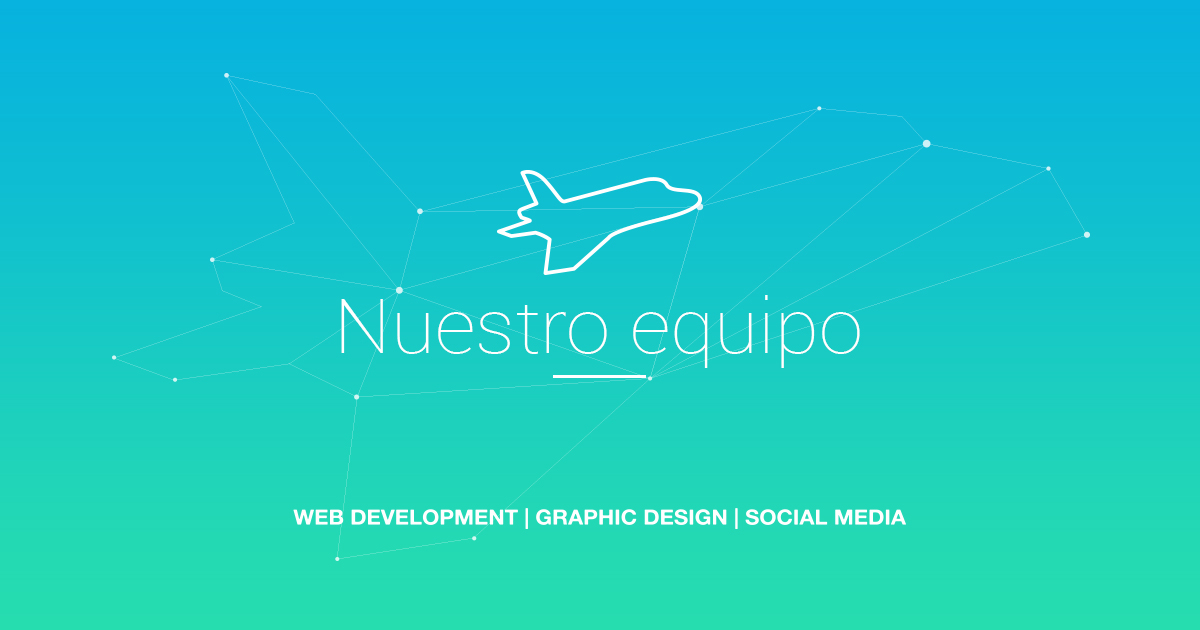 Nuestro equipo
WEB DEVELOPMENT | GRAPHIC DESIGN | SOCIAL MEDIA